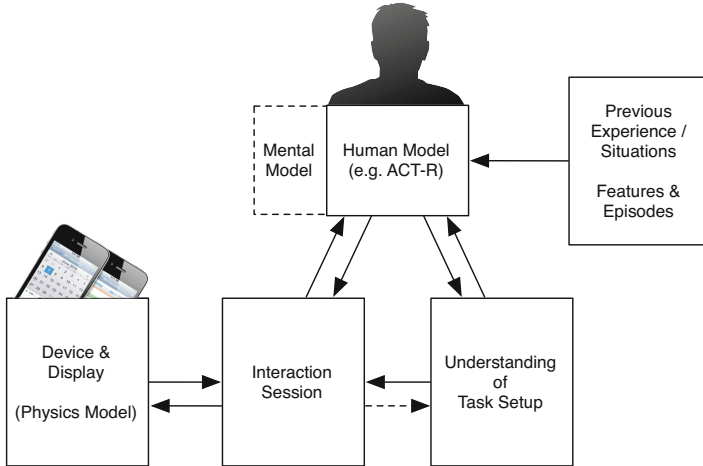 Mental
Model
Human Model
(e.g. ACT-R)
Previous
Experience /
Situations
Features &
Episodes
Device &
Display
(Physics Model)
Interaction
Session
Understanding
of
Task Setup